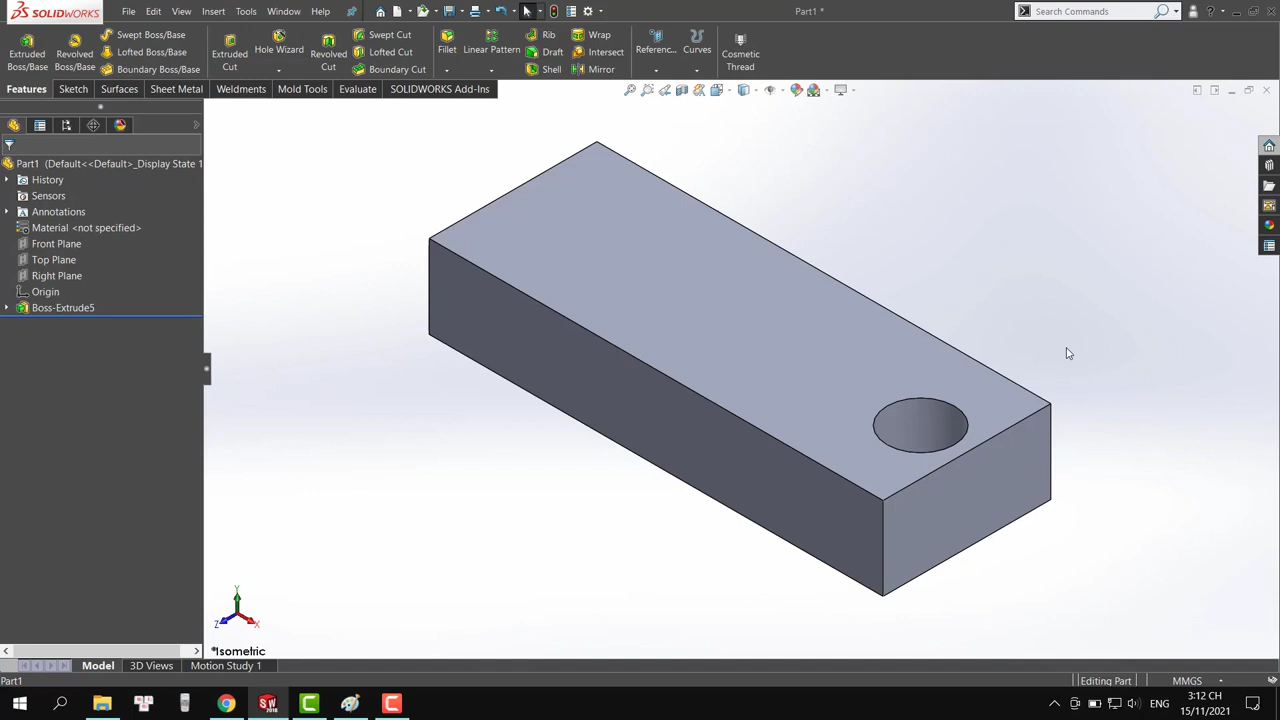 SOLIDWORKS File Edit View Insert Tools Window Help Part1 * Search Commands
Extruded Boss/Base Revolved Boss/Base Swept Boss/Base Lofted Boss/Base Boundary Boss/Base Extruded Cut Hole Wizard Revolved Cut Swept Cut Lofted Cut Boundary Cut Fillet Linear Pattern Rib Draft Shell Wrap Intersect Mirror Referenc... Curves Cosmetic Thread
Features Sketch Surfaces Sheet Metal Weldments Mold Tools Evaluate SOLIDWORKS Add-Ins
Part1 (Default<<Default>_Display State 1
History
Sensors
Annotations
Material <not specified>
Front Plane
Top Plane
Right Plane
Origin
Boss-Extrude5
Y
Z X
*Isometric
Model 3D Views Motion Study 1
Part1 Editing Part MMGS
SW 2018 ENG 3:12 CH
15/11/2021